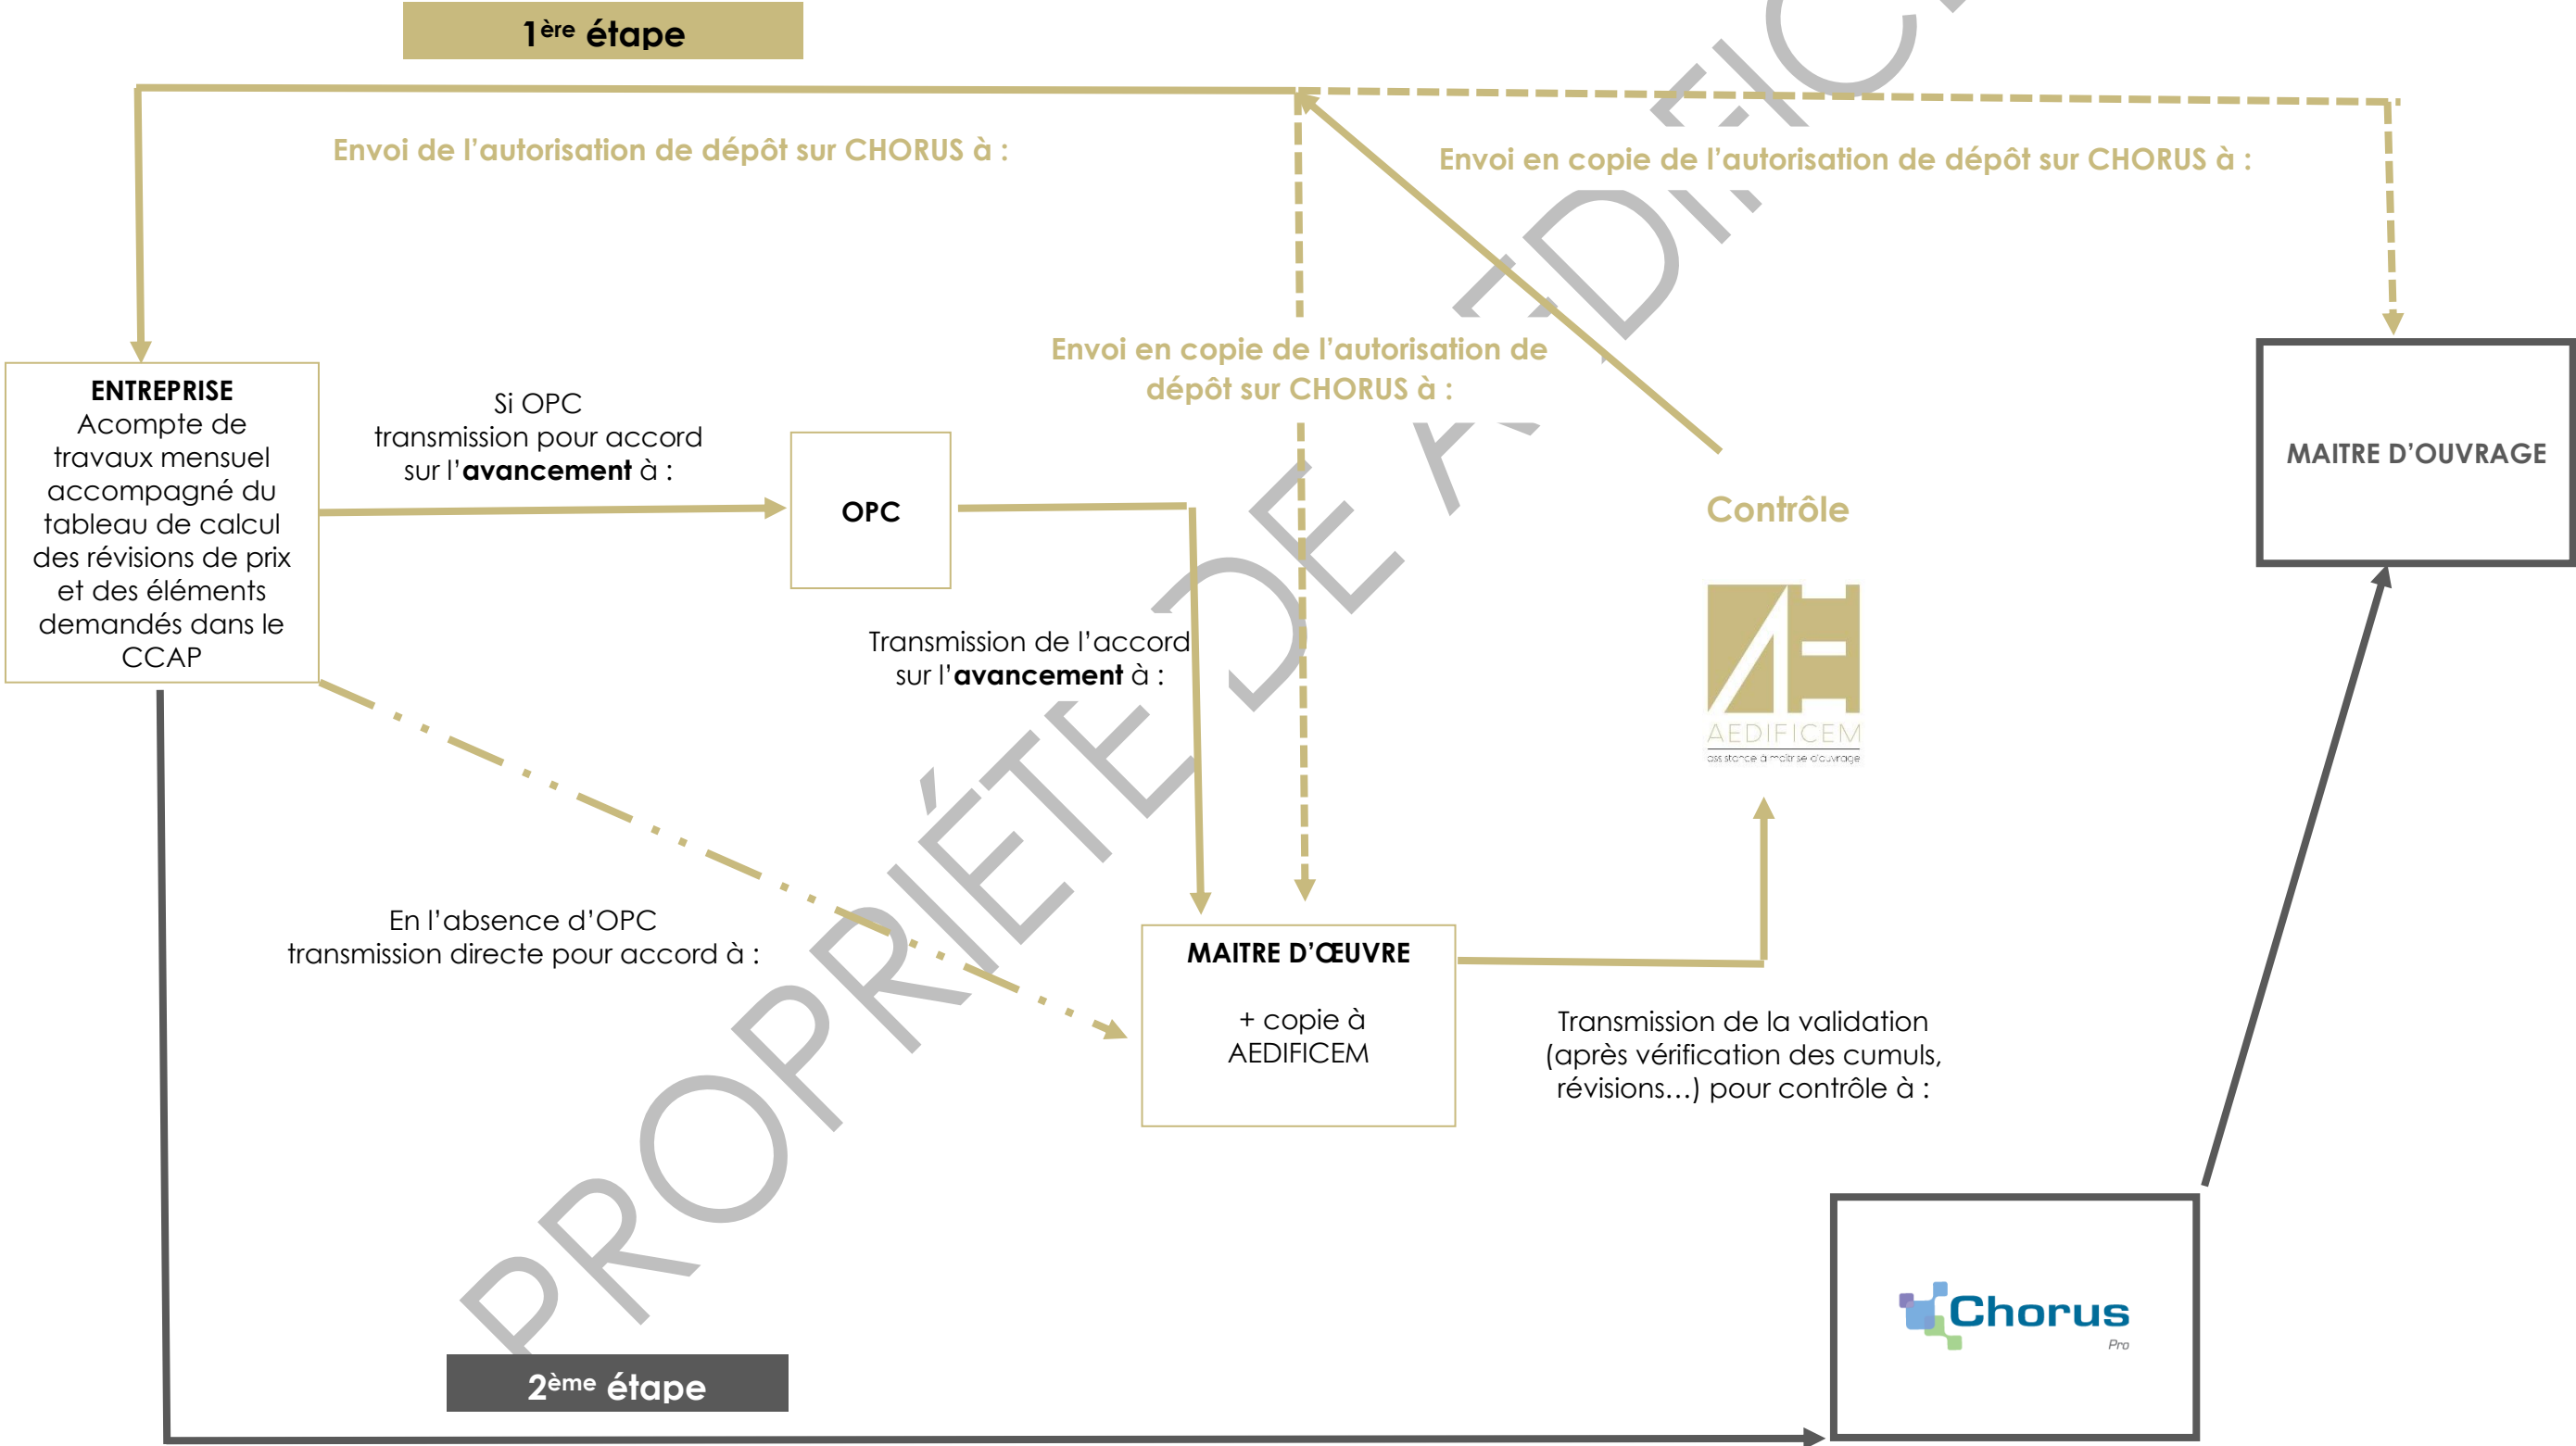 1ère étape
Envoi de l'autorisation de dépôt sur CHORUS à :
Envoi en copie de l'autorisation de dépôt sur CHORUS à :
Envoi en copie de l'autorisation de
dépôt sur CHORUS à :
ENTREPRISE
Acompte de
travaux mensuel
accompagné du
tableau de calcul
des révisions de prix
et des éléments
demandés dans le
CCAP
Si OPC
transmission pour accord
sur l'avancement à :
OPC
Transmission de l'accord
sur l'avancement à :
Contrôle
AEDIFICEM
assistance à maîtrise d'ouvrage
MAITRE D'OUVRAGE
En l'absence d'OPC
transmission directe pour accord à :
MAITRE D'ŒUVRE
+ copie à
AEDIFICEM
Transmission de la validation
(après vérification des cumuls,
révisions…) pour contrôle à :
Chorus
Pro
2ème étape
PROPRIÉTÉ DE